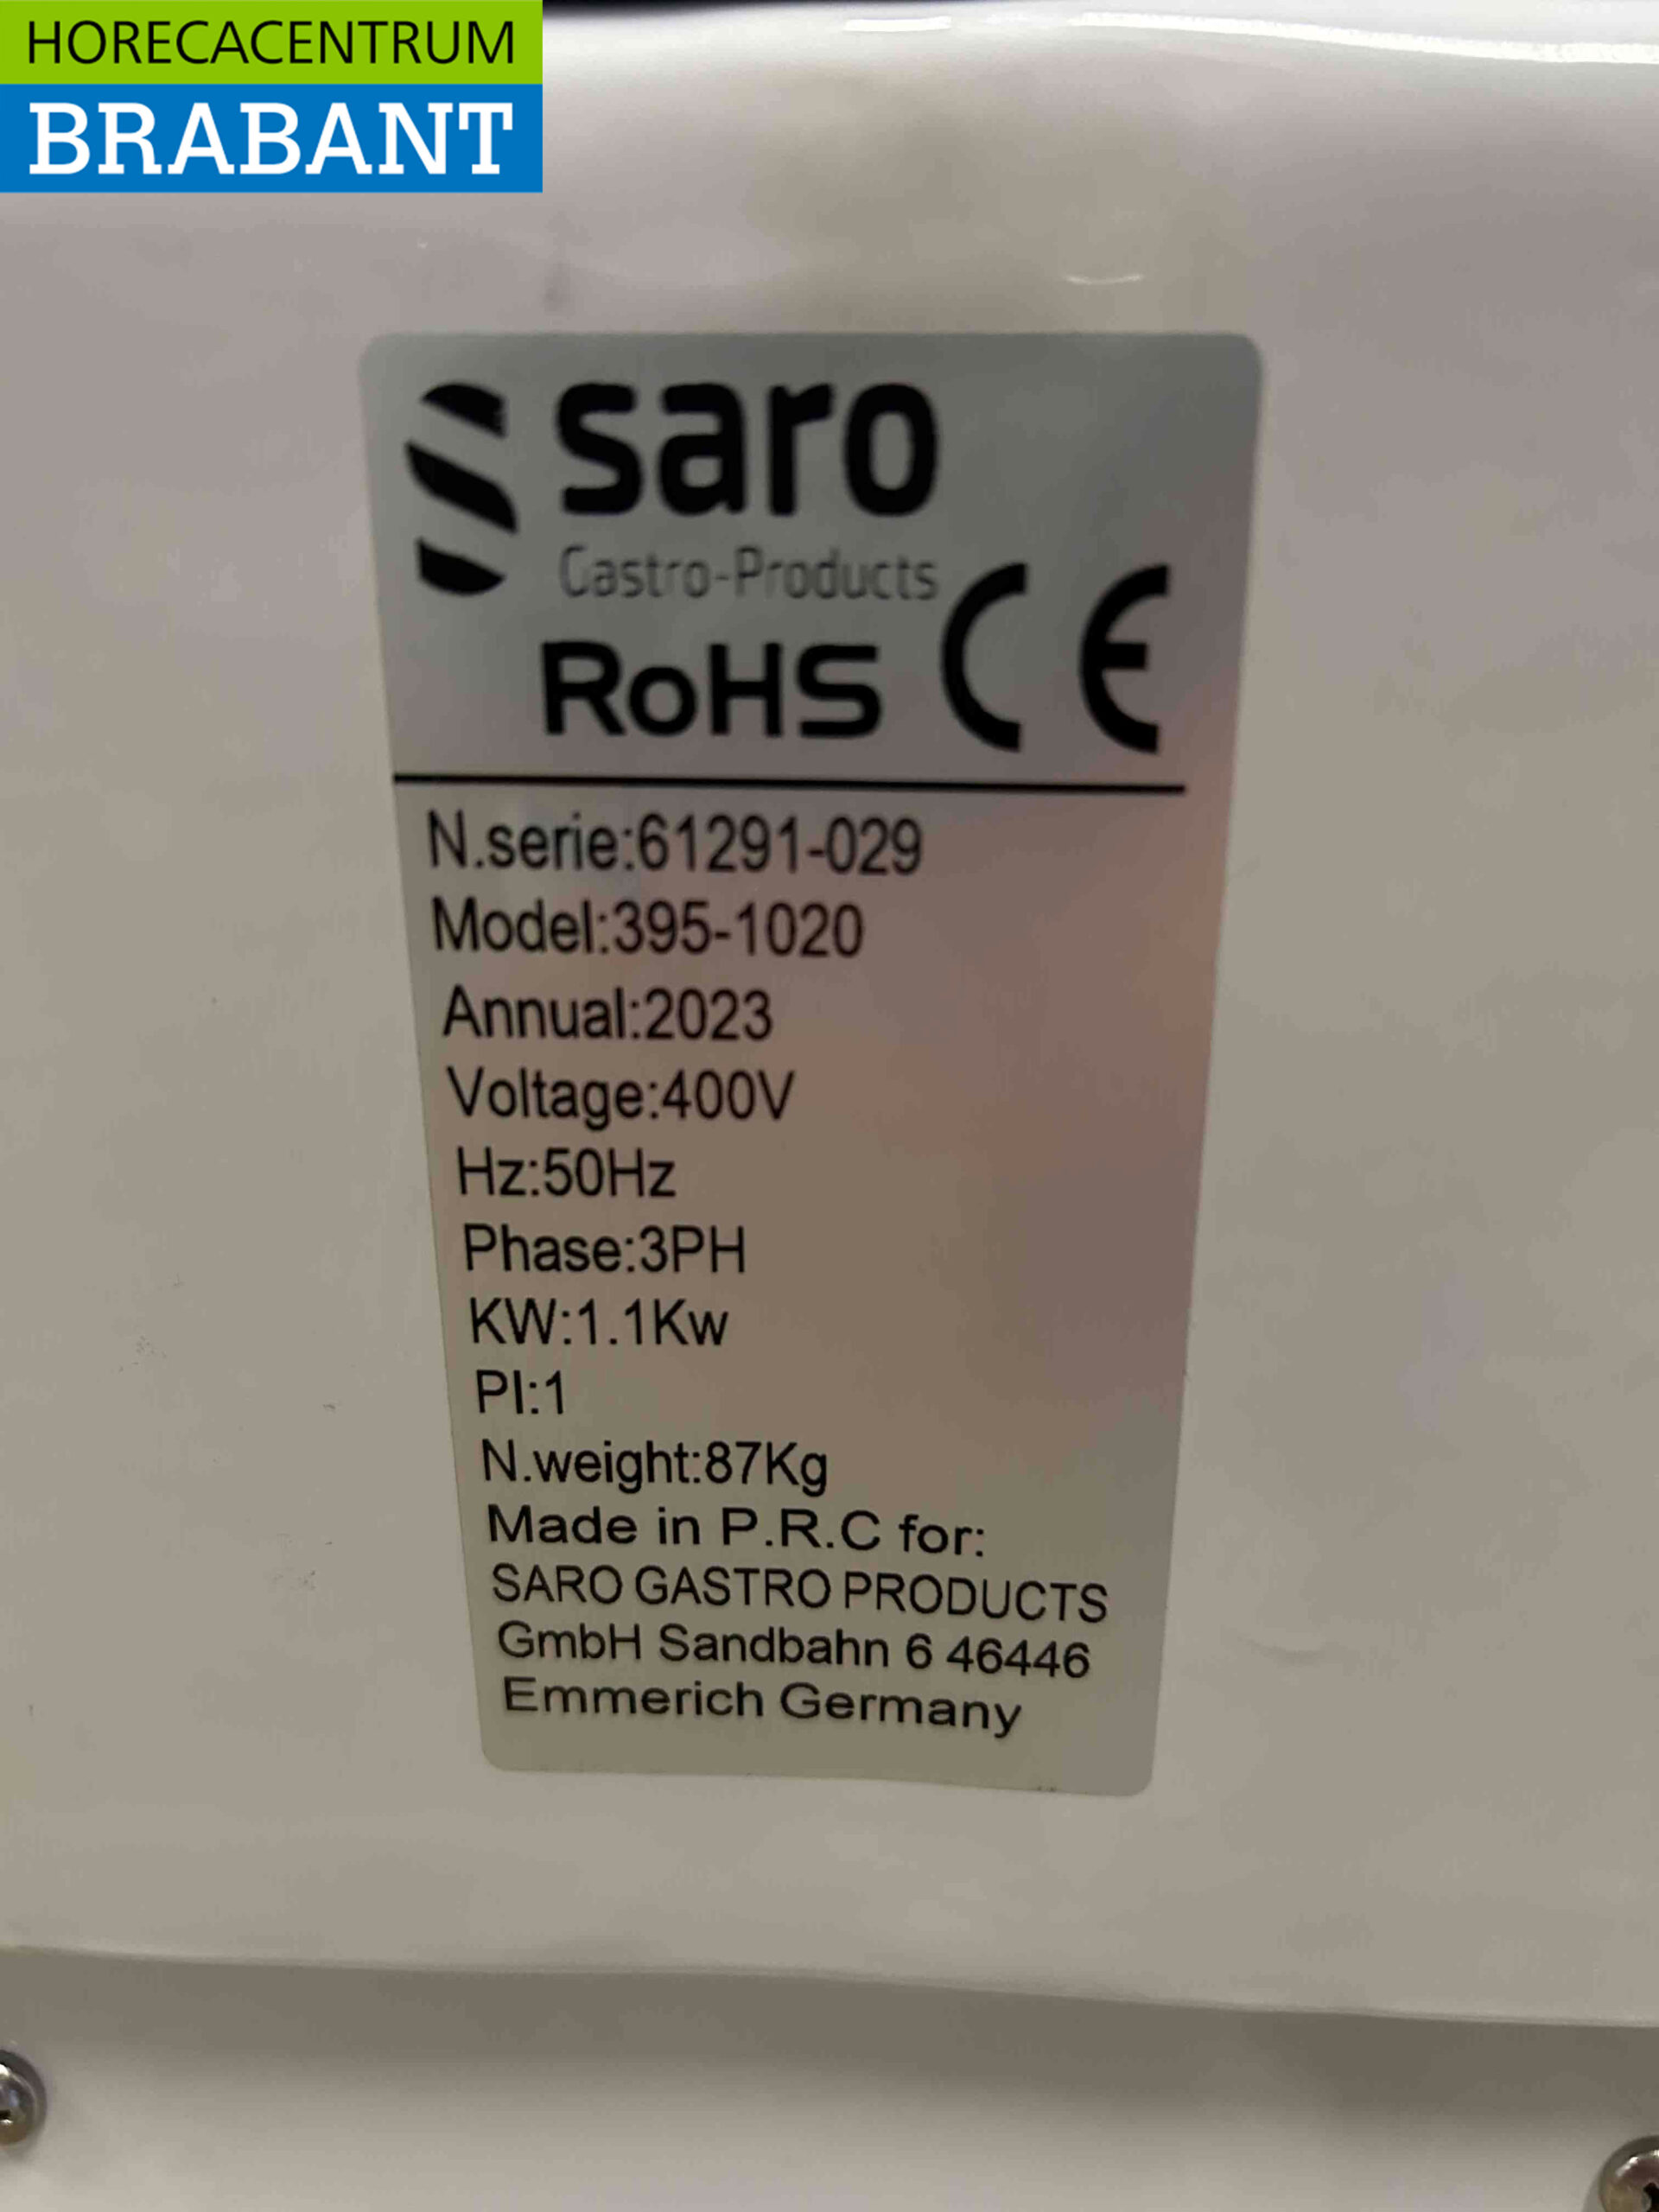 HORECACENTRUM
BRABANT
saro
Gastro-Products
RoHS CE
N.serie:61291-029
Model:395-1020
Annual:2023
Voltage:400V
Hz:50Hz
Phase:3PH
KW:1.1Kw
PI:1
N.weight:87Kg
Made in P.R.C for:
SARO GASTRO PRODUCTS
GmbH Sandbahn 6 46446
Emmerich Germany